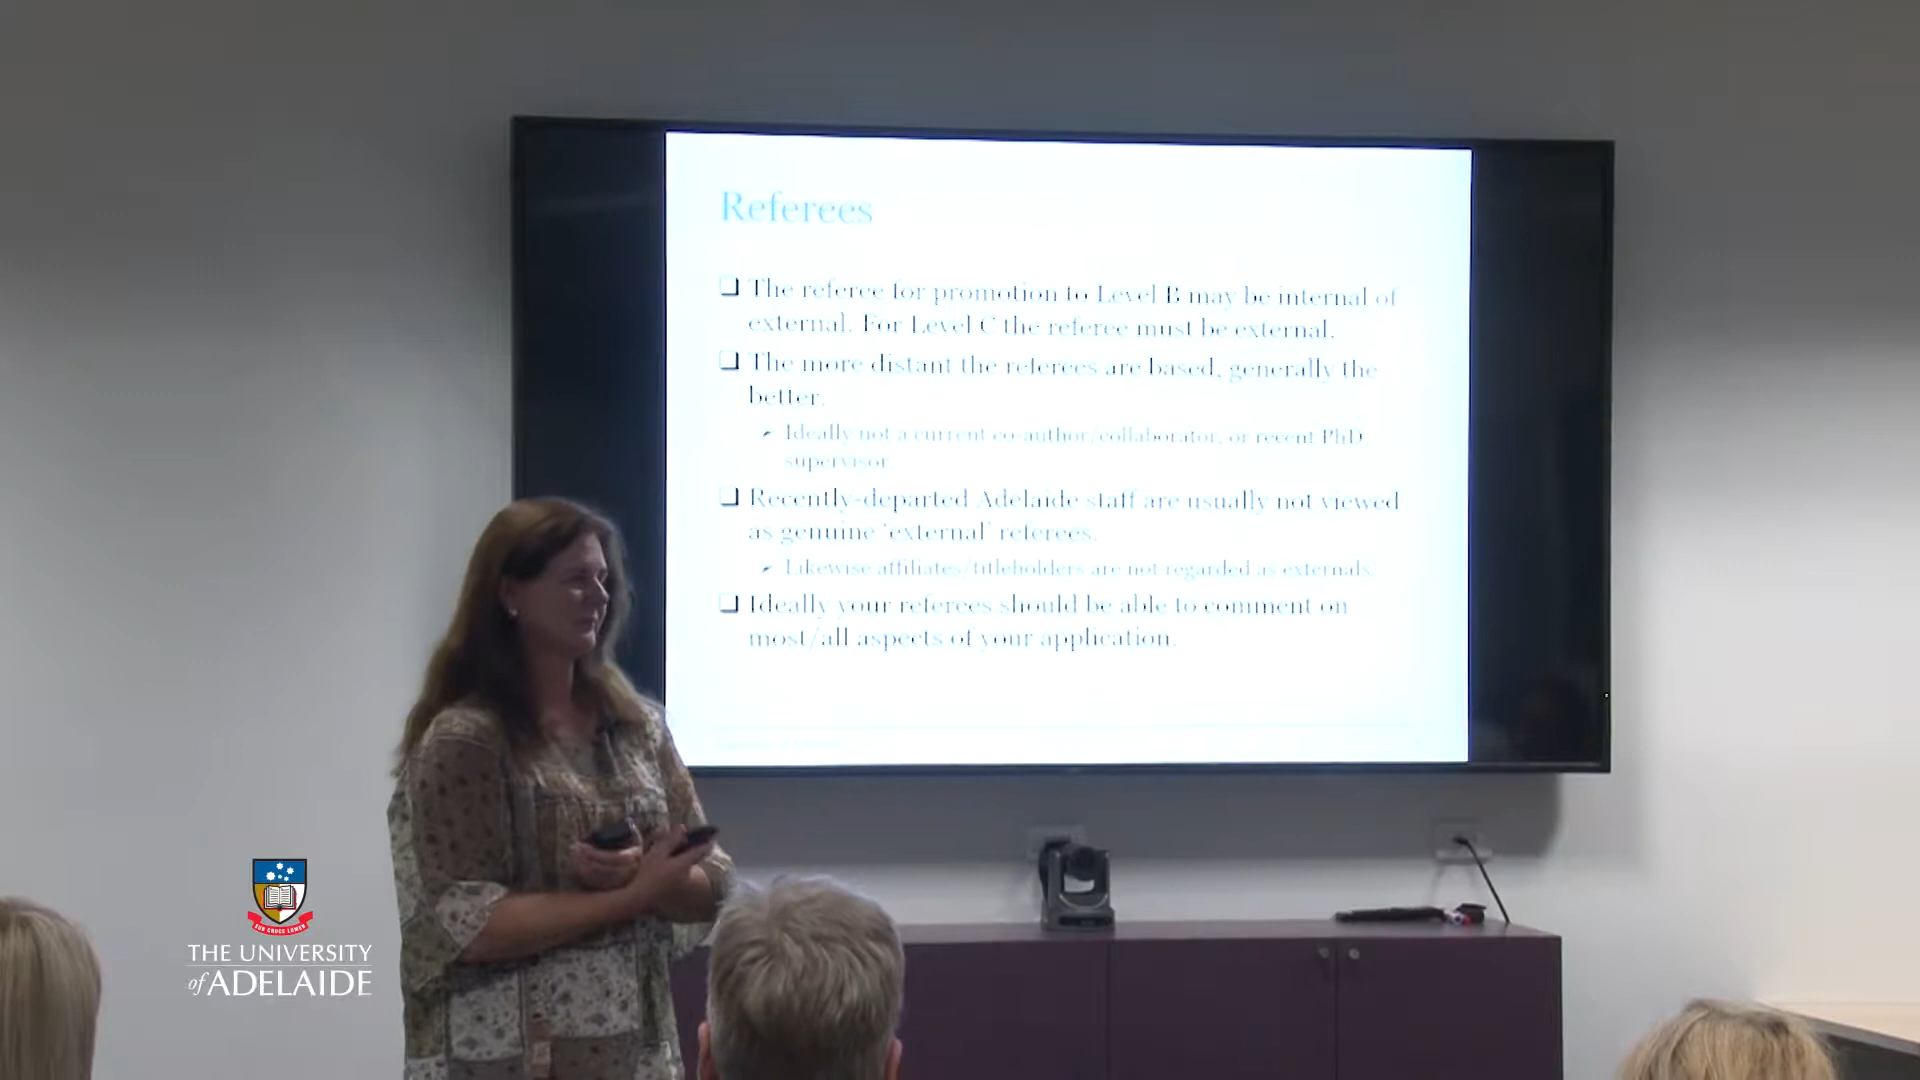 Referees
The referee for promotion to Level B may be internal of
external. For Level C the referee must be external.
The more distant the referees are based, generally the
better.
Ideally not a current co-author/collaborator, or recent PhD
supervisor
Recently-departed Adelaide staff are usually not viewed
as genuine 'external' referees.
Likewise affiliates/titleholders are not regarded as externals.
Ideally your referees should be able to comment on
most/all aspects of your application.
SUB CRUCE LUMEN
THE UNIVERSITY
of ADELAIDE